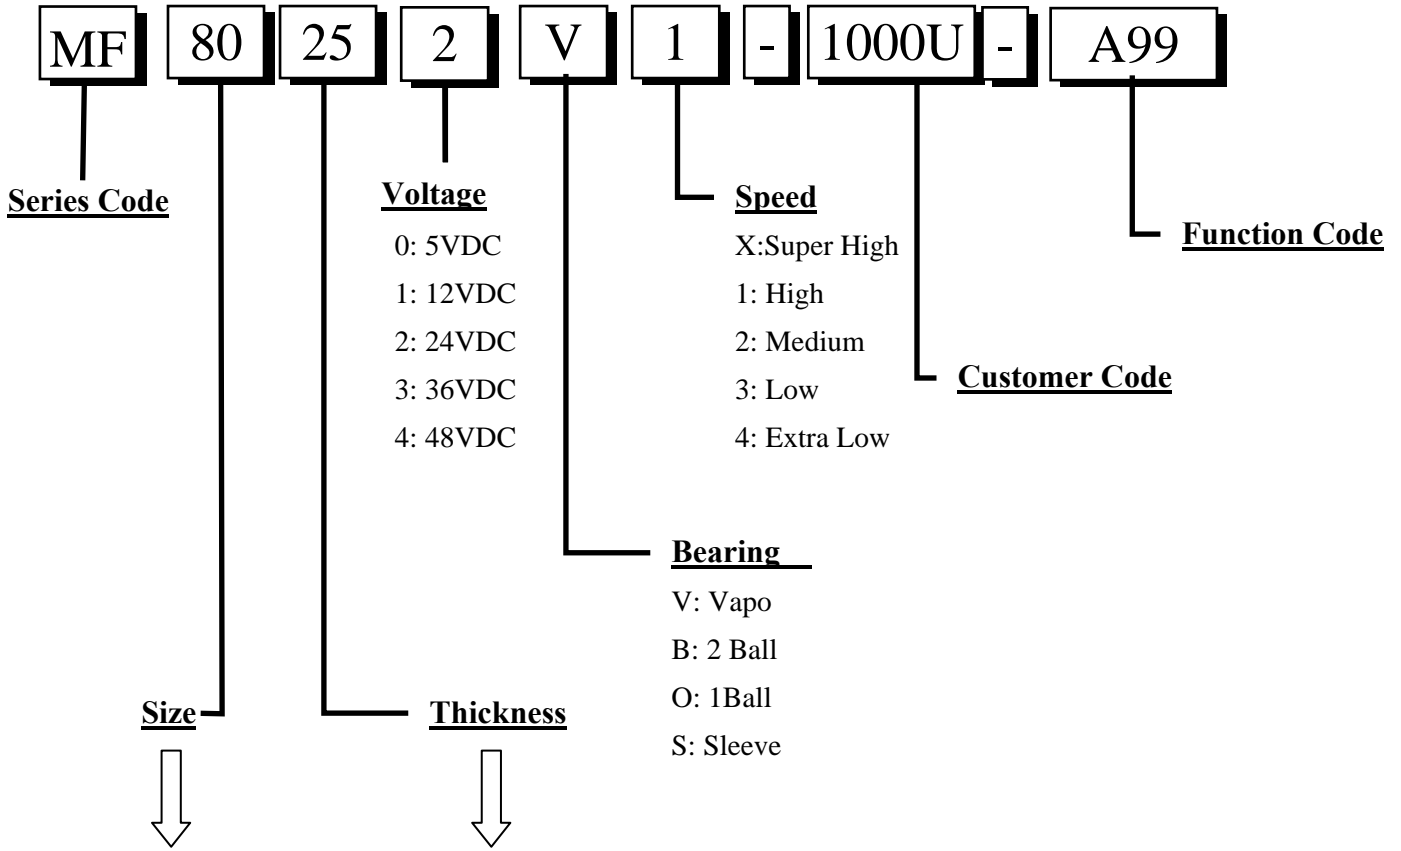 MF 80 25 2 V 1 - 1000U - A99
Series Code
Voltage
0: 5VDC
1: 12VDC
2: 24VDC
3: 36VDC
4: 48VDC
Speed
X:Super High
1: High
2: Medium
3: Low
4: Extra Low
Function Code
Customer Code
Bearing
V: Vapo
B: 2 Ball
O: 1Ball
S: Sleeve
Size
Thickness